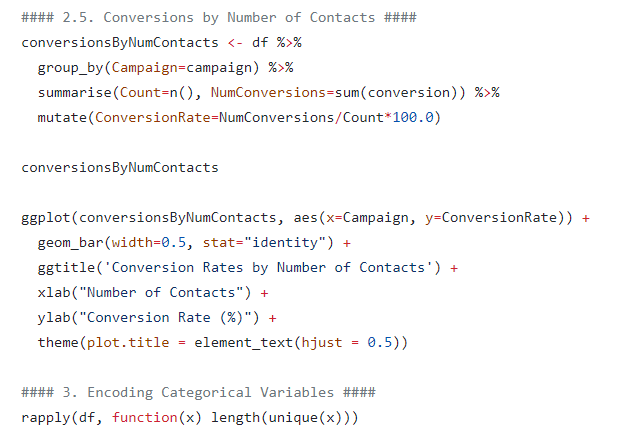 #### 2.5. Conversions by Number of Contacts ####
conversionsByNumContacts <- df %>%
  group_by(Campaign=campaign) %>%
  summarise(Count=n(), NumConversions=sum(conversion)) %>%
  mutate(ConversionRate=NumConversions/Count*100.0)

conversionsByNumContacts

ggplot(conversionsByNumContacts, aes(x=Campaign, y=ConversionRate)) +
  geom_bar(width=0.5, stat="identity") +
  ggtitle('Conversion Rates by Number of Contacts') +
  xlab("Number of Contacts") +
  ylab("Conversion Rate (%)") +
  theme(plot.title = element_text(hjust = 0.5))

#### 3. Encoding Categorical Variables ####
rapply(df, function(x) length(unique(x)))